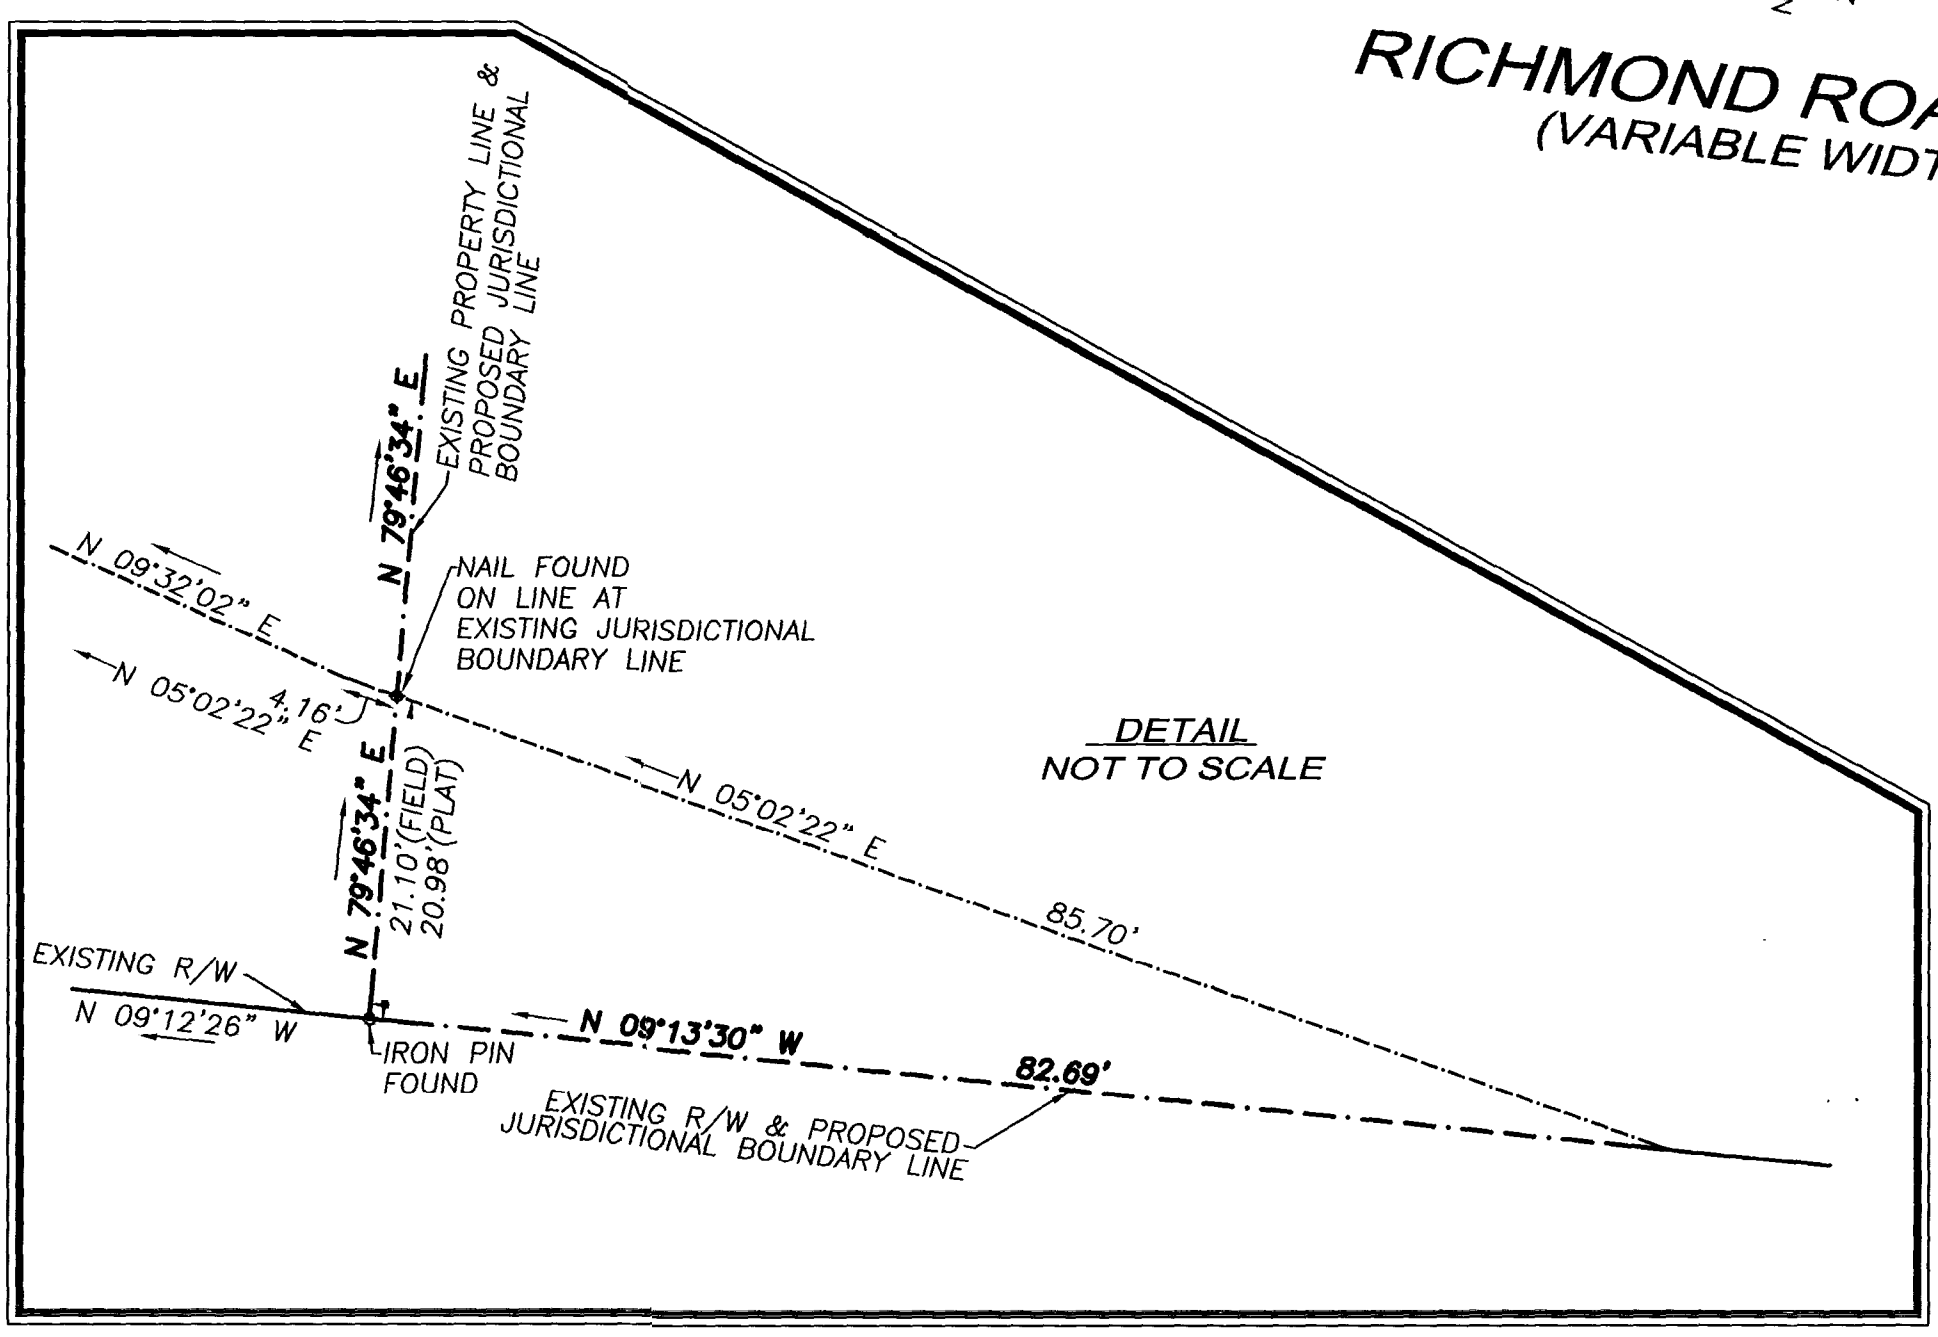 RICHMOND ROA
(VARIABLE WIDT
EXISTING PROPERTY LINE &
PROPOSED JURISDICTIONAL
BOUNDARY LINE
N 79°46'34" E
NAIL FOUND
ON LINE AT
EXISTING JURISDICTIONAL
BOUNDARY LINE
N 09°32'02" E
N 05°02'22" E
4.16'
DETAIL
NOT TO SCALE
N 05°02'22" E
85.70'
N 79°46'34" E
21.10'(FIELD)
20.98'(PLAT)
EXISTING R/W
N 09°12'26" W
IRON PIN
FOUND
N 09°13'30" W
82.69'
EXISTING R/W & PROPOSED
JURISDICTIONAL BOUNDARY LINE